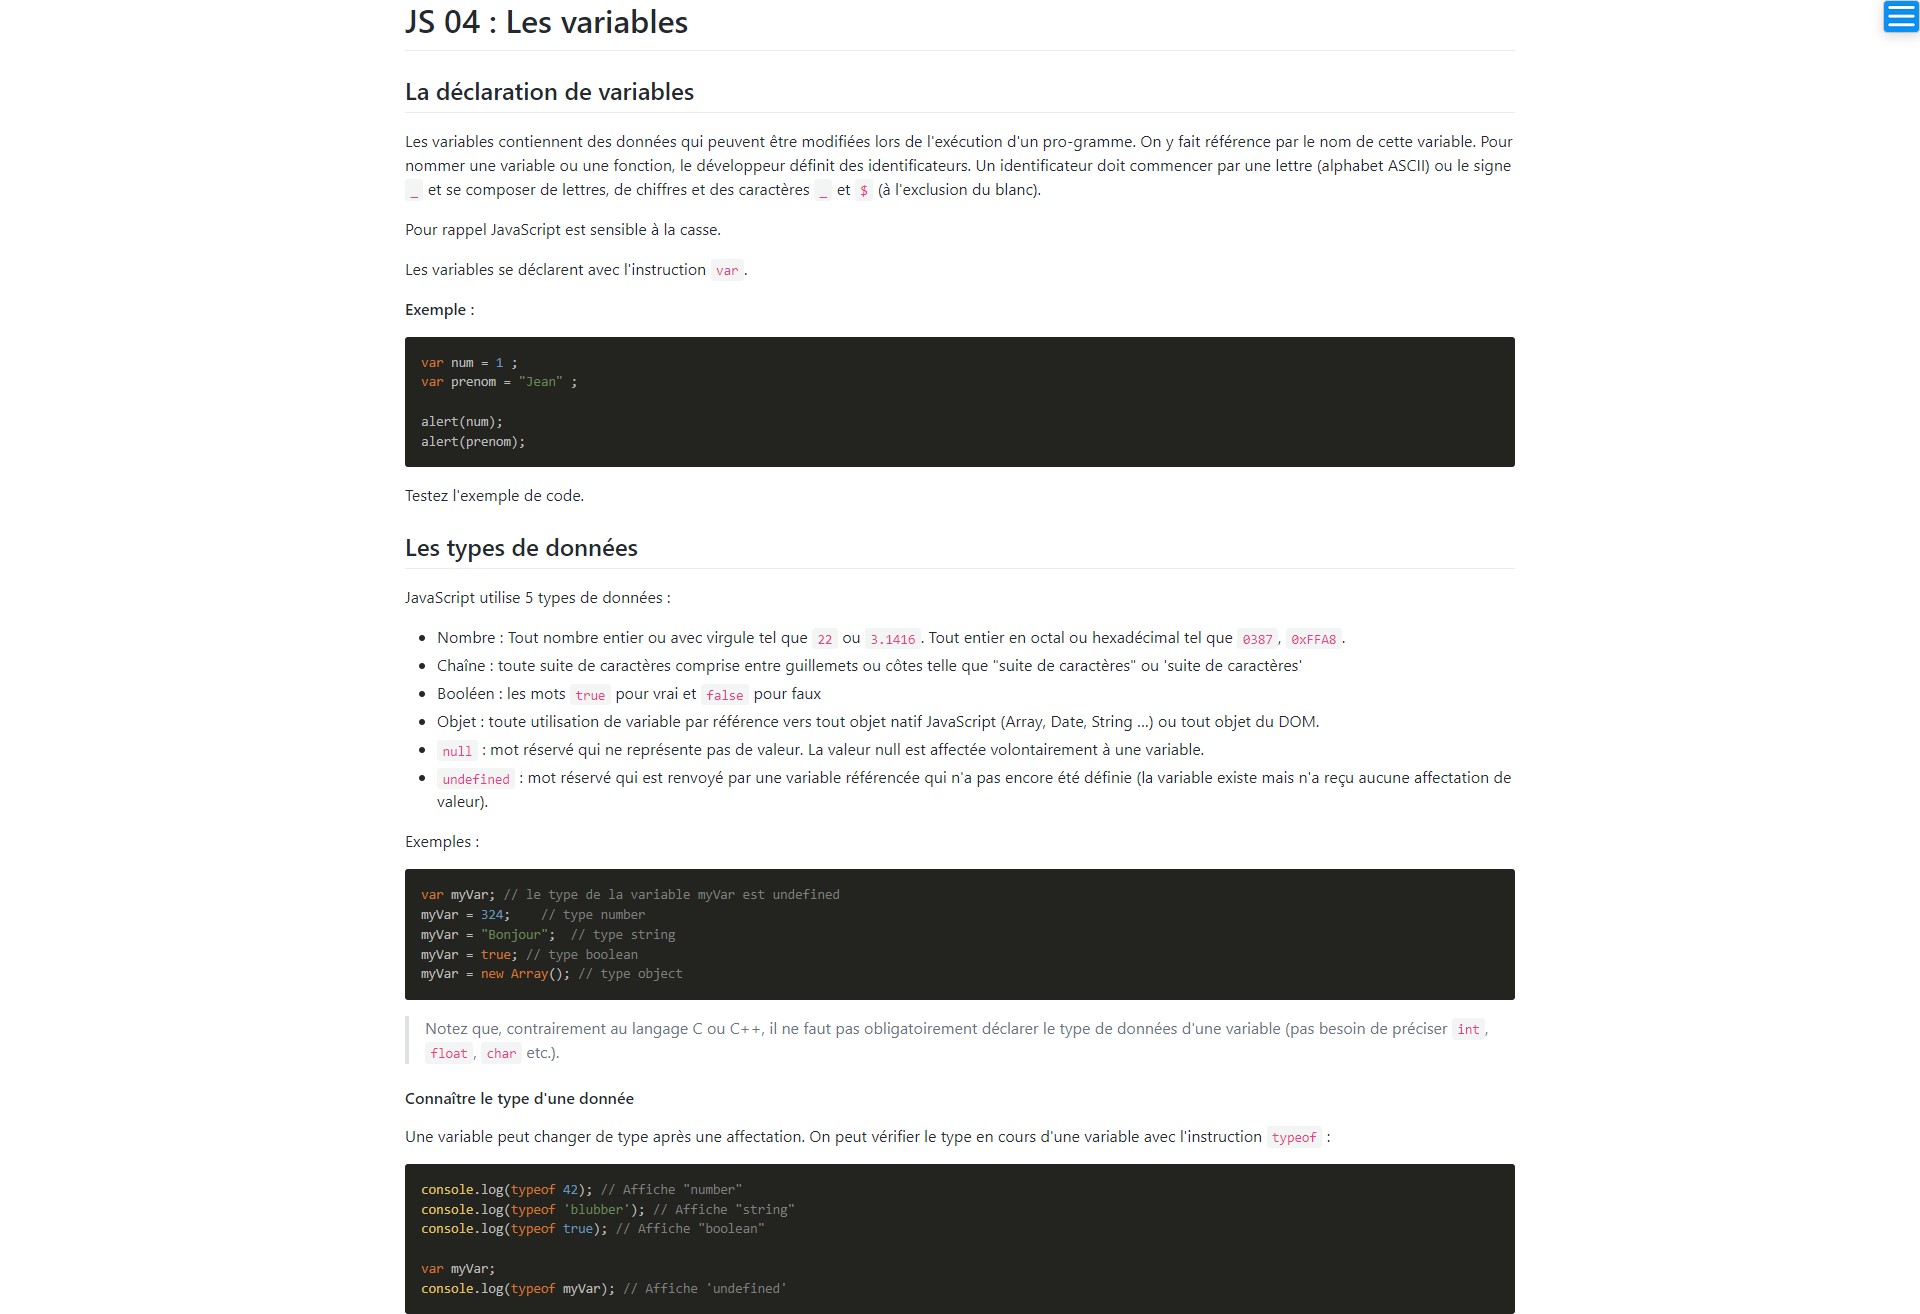 JS 04 : Les variables
La déclaration de variables
Les variables contiennent des données qui peuvent être modifiées lors de l'exécution d'un pro-gramme. On y fait référence par le nom de cette variable. Pour
nommer une variable ou une fonction, le développeur définit des identificateurs. Un identificateur doit commencer par une lettre (alphabet ASCII) ou le signe
_ et se composer de lettres, de chiffres et des caractères _ et $ (à l'exclusion du blanc).
Pour rappel JavaScript est sensible à la casse.
Les variables se déclarent avec l'instruction var .
Exemple :
var num = 1 ;
var prenom = "Jean" ;
alert(num);
alert(prenom);
Testez l'exemple de code.
Les types de données
JavaScript utilise 5 types de données :
• Nombre : Tout nombre entier ou avec virgule tel que 22 ou 3.1416 . Tout entier en octal ou hexadécimal tel que 0387 , 0xFFA8 .
• Chaîne : toute suite de caractères comprise entre guillemets ou côtes telle que "suite de caractères" ou 'suite de caractères'
• Booléen : les mots true pour vrai et false pour faux
• Objet : toute utilisation de variable par référence vers tout objet natif JavaScript (Array, Date, String ...) ou tout objet du DOM.
• null : mot réservé qui ne représente pas de valeur. La valeur null est affectée volontairement à une variable.
• undefined : mot réservé qui est renvoyé par une variable référencée qui n'a pas encore été définie (la variable existe mais n'a reçu aucune affectation de
valeur).
Exemples :
var myVar; // le type de la variable myVar est undefined
myVar = 324;    // type number
myVar = "Bonjour";  // type string
myVar = true; // type boolean
myVar = new Array(); // type object
Notez que, contrairement au langage C ou C++, il ne faut pas obligatoirement déclarer le type de données d'une variable (pas besoin de préciser int ,
float , char etc.).
Connaître le type d'une donnée
Une variable peut changer de type après une affectation. On peut vérifier le type en cours d'une variable avec l'instruction typeof :
console.log(typeof 42); // Affiche "number"
console.log(typeof 'blubber'); // Affiche "string"
console.log(typeof true); // Affiche "boolean"
var myVar;
console.log(typeof myVar); // Affiche 'undefined'